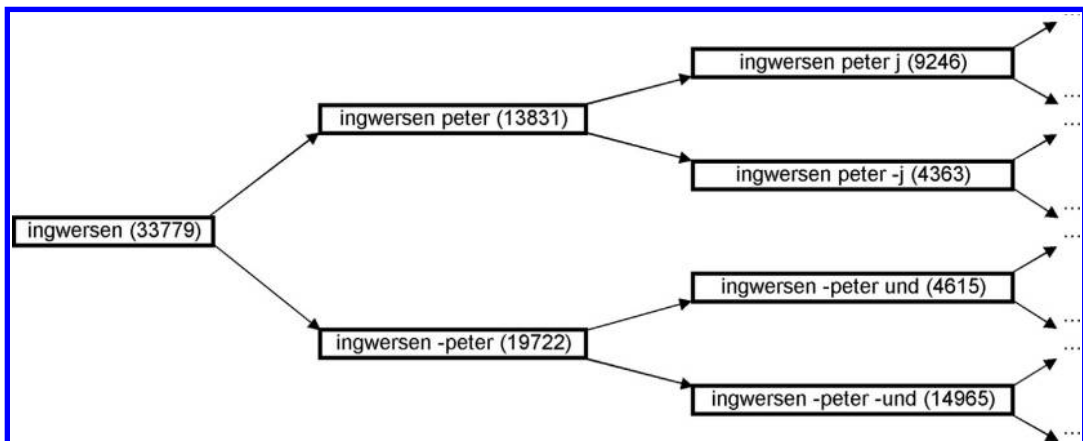 ...
ingwersen peter j (9246)
...
ingwersen peter (13831)
...
ingwersen peter -j (4363)
...
ingwersen (33779)
...
ingwersen -peter und (4615)
...
ingwersen -peter (19722)
...
ingwersen -peter -und (14965)
...